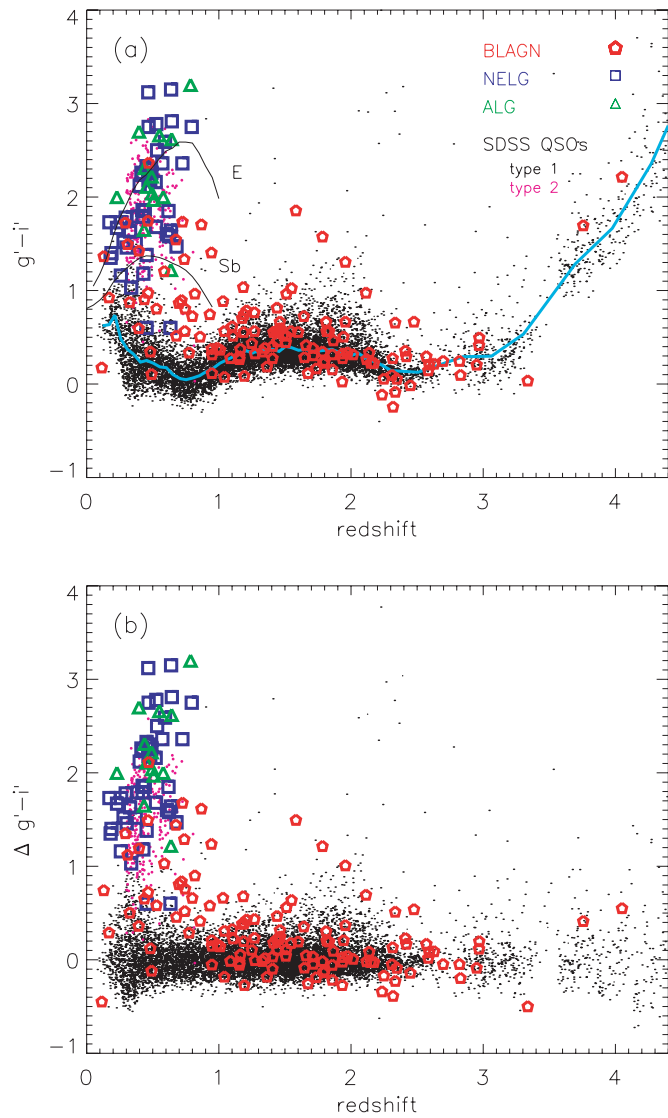 (a)
BLAGN
NELG
ALG
SDSS QSOs
type 1
type 2
E
Sb
4
3
2
1
0
−1
g'−i'
0 1 2 3 4
redshift
(b)
4
3
2
1
0
−1
Δ g'−i'
0 1 2 3 4
redshift